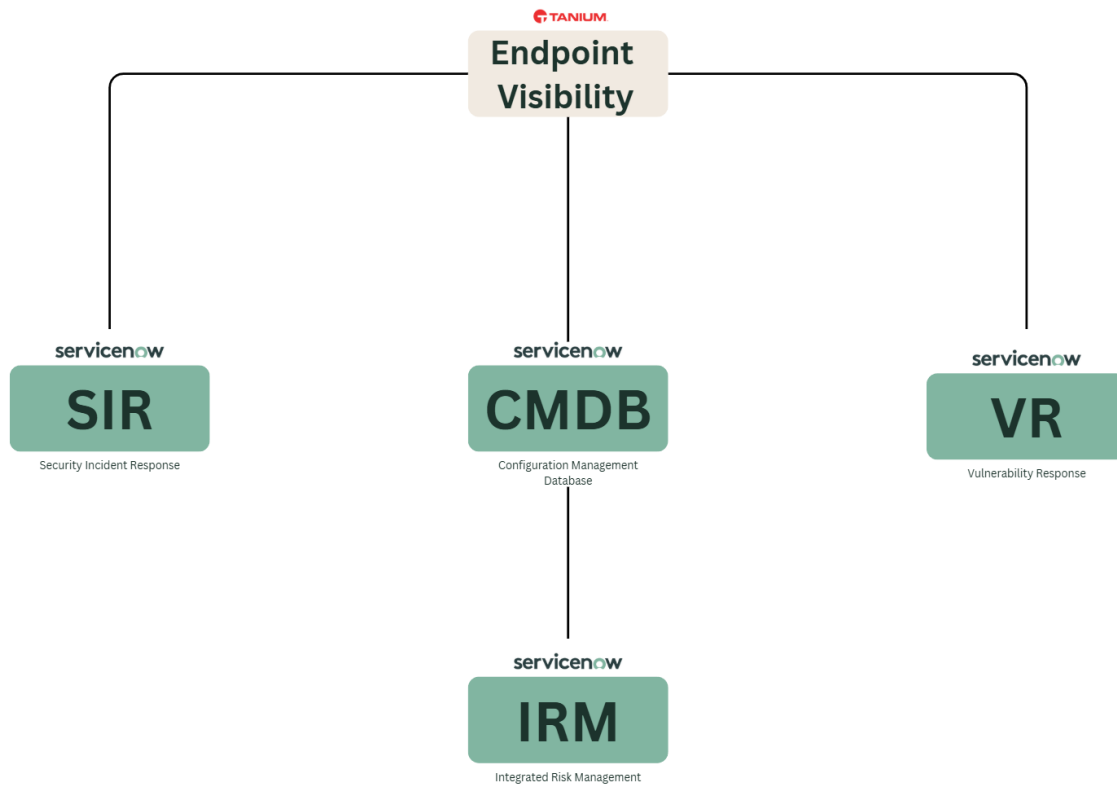 TANIUM
Endpoint
Visibility
servicenow
SIR
Security Incident Response
servicenow
CMDB
Configuration Management
Database
servicenow
VR
Vulnerability Response
servicenow
IRM
Integrated Risk Management